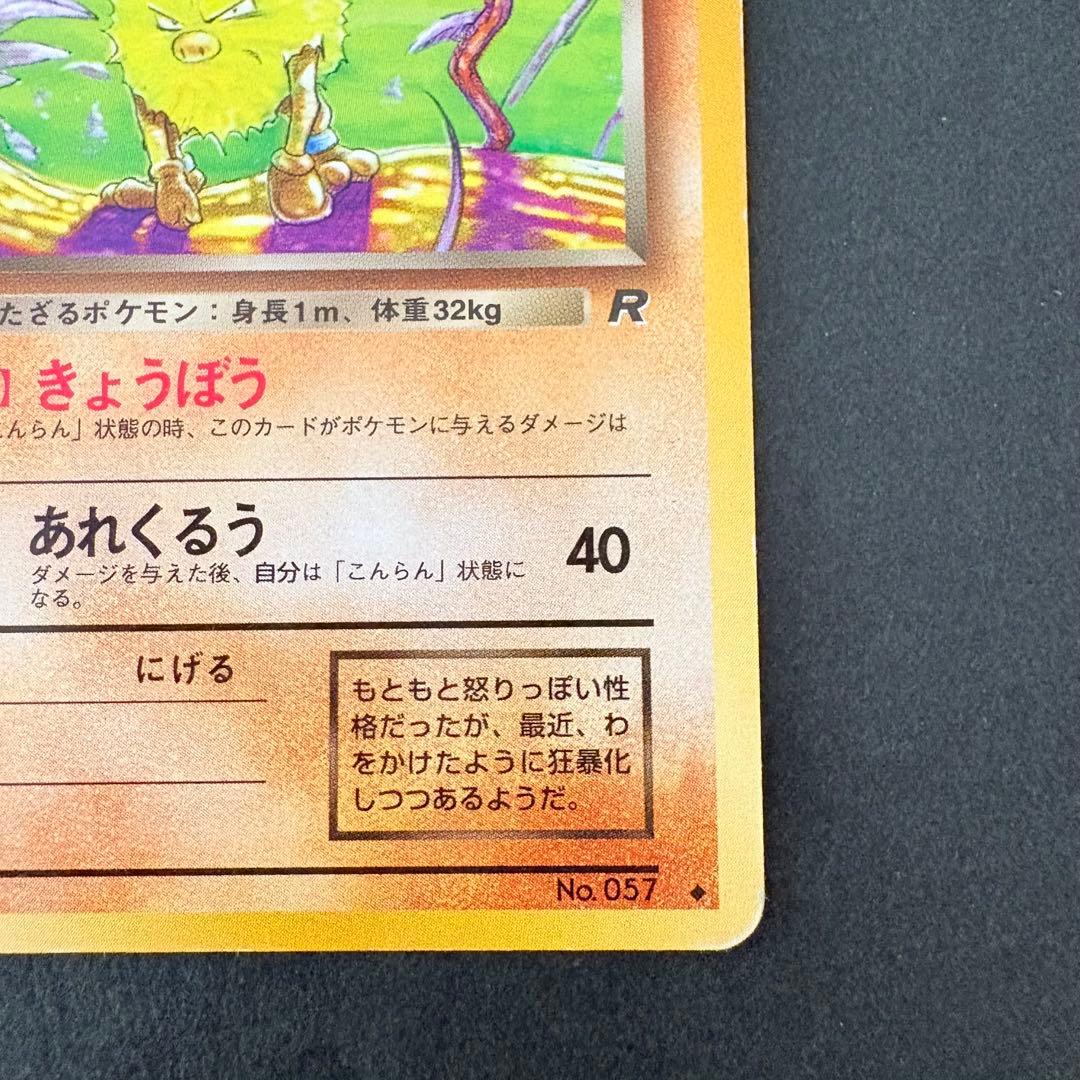 たざるポケモン：身長1m、体重32kg R
】きょうぼう
こんらん」状態の時、このカードがポケモンに与えるダメージは
あれくるう 40
ダメージを与えた後、自分は「こんらん」状態に
なる。
にげる
もともと怒りっぽい性
格だったが、最近、わ
をかけたように狂暴化
しつつあるようだ。
No. 057 ◆